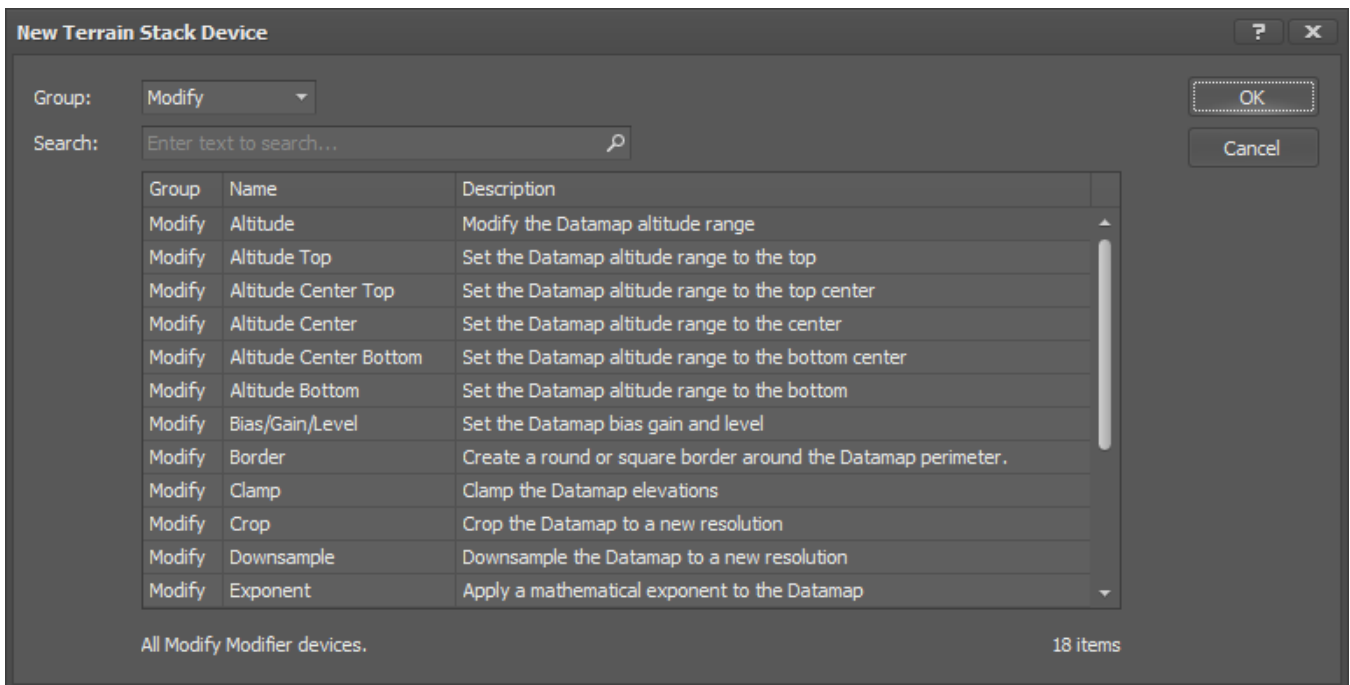 New Terrain Stack Device ? x
Group: Modify OK
Search: Enter text to search... Cancel
Group Name Description
Modify Altitude Modify the Datamap altitude range
Modify Altitude Top Set the Datamap altitude range to the top
Modify Altitude Center Top Set the Datamap altitude range to the top center
Modify Altitude Center Set the Datamap altitude range to the center
Modify Altitude Center Bottom Set the Datamap altitude range to the bottom center
Modify Altitude Bottom Set the Datamap altitude range to the bottom
Modify Bias/Gain/Level Set the Datamap bias gain and level
Modify Border Create a round or square border around the Datamap perimeter.
Modify Clamp Clamp the Datamap elevations
Modify Crop Crop the Datamap to a new resolution
Modify Downsample Downsample the Datamap to a new resolution
Modify Exponent Apply a mathematical exponent to the Datamap
All Modify Modifier devices. 18 items